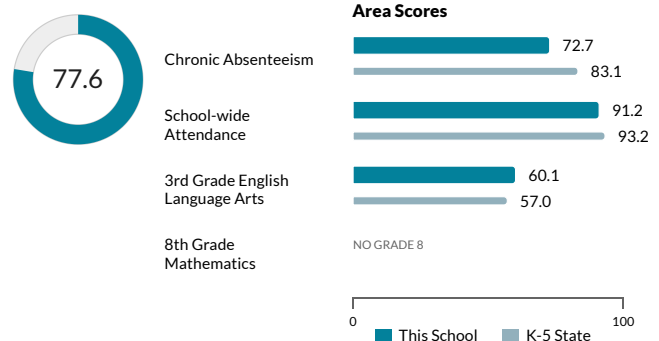 Area Scores
77.6
Chronic Absenteeism
72.7
83.1
School-wide
Attendance
91.2
93.2
3rd Grade English
Language Arts
60.1
57.0
8th Grade
Mathematics
NO GRADE 8
0
100
This School
K-5 State